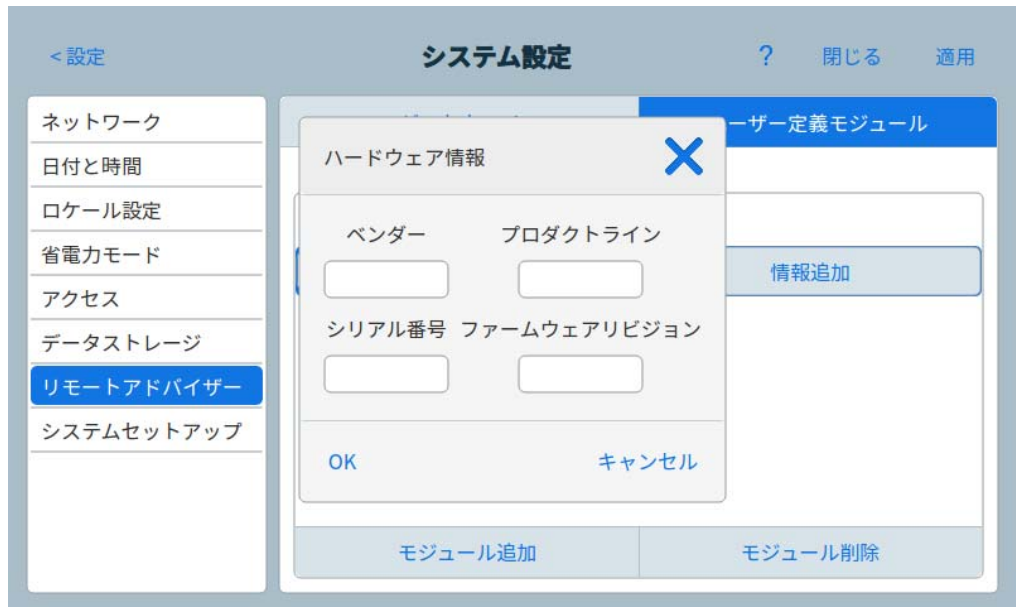 < 設定
システム設定
?
閉じる
適用
ネットワーク
日付と時間
ロケール設定
省電力モード
アクセス
データストレージ
リモートアドバイザー
システムセットアップ
ーザー定義モジュール
ハードウェア情報
ベンダー
プロダクトライン
シリアル番号
ファームウェアリビジョン
OK
キャンセル
情報追加
モジュール追加
モジュール削除